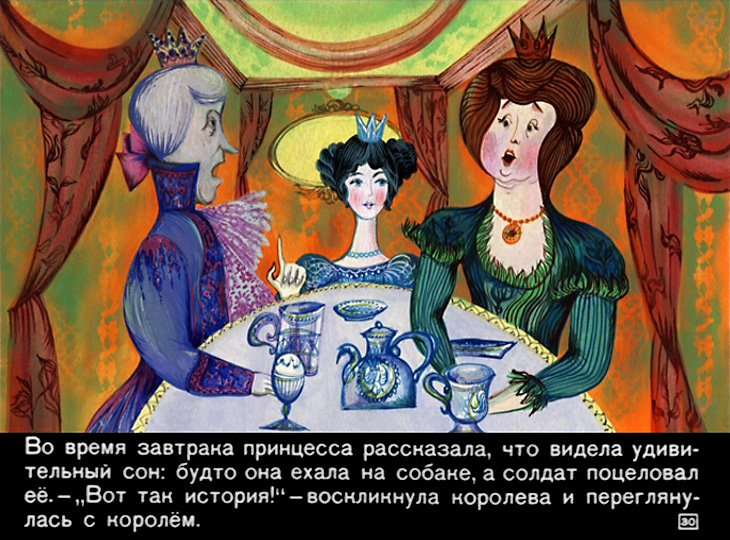 Во время завтрака принцесса рассказала, что видела удиви-
тельный сон: будто она ехала на собаке, а солдат поцеловал
её.–„Вот так история!“–воскликнула королева и перегляну-
лась с королём.
30